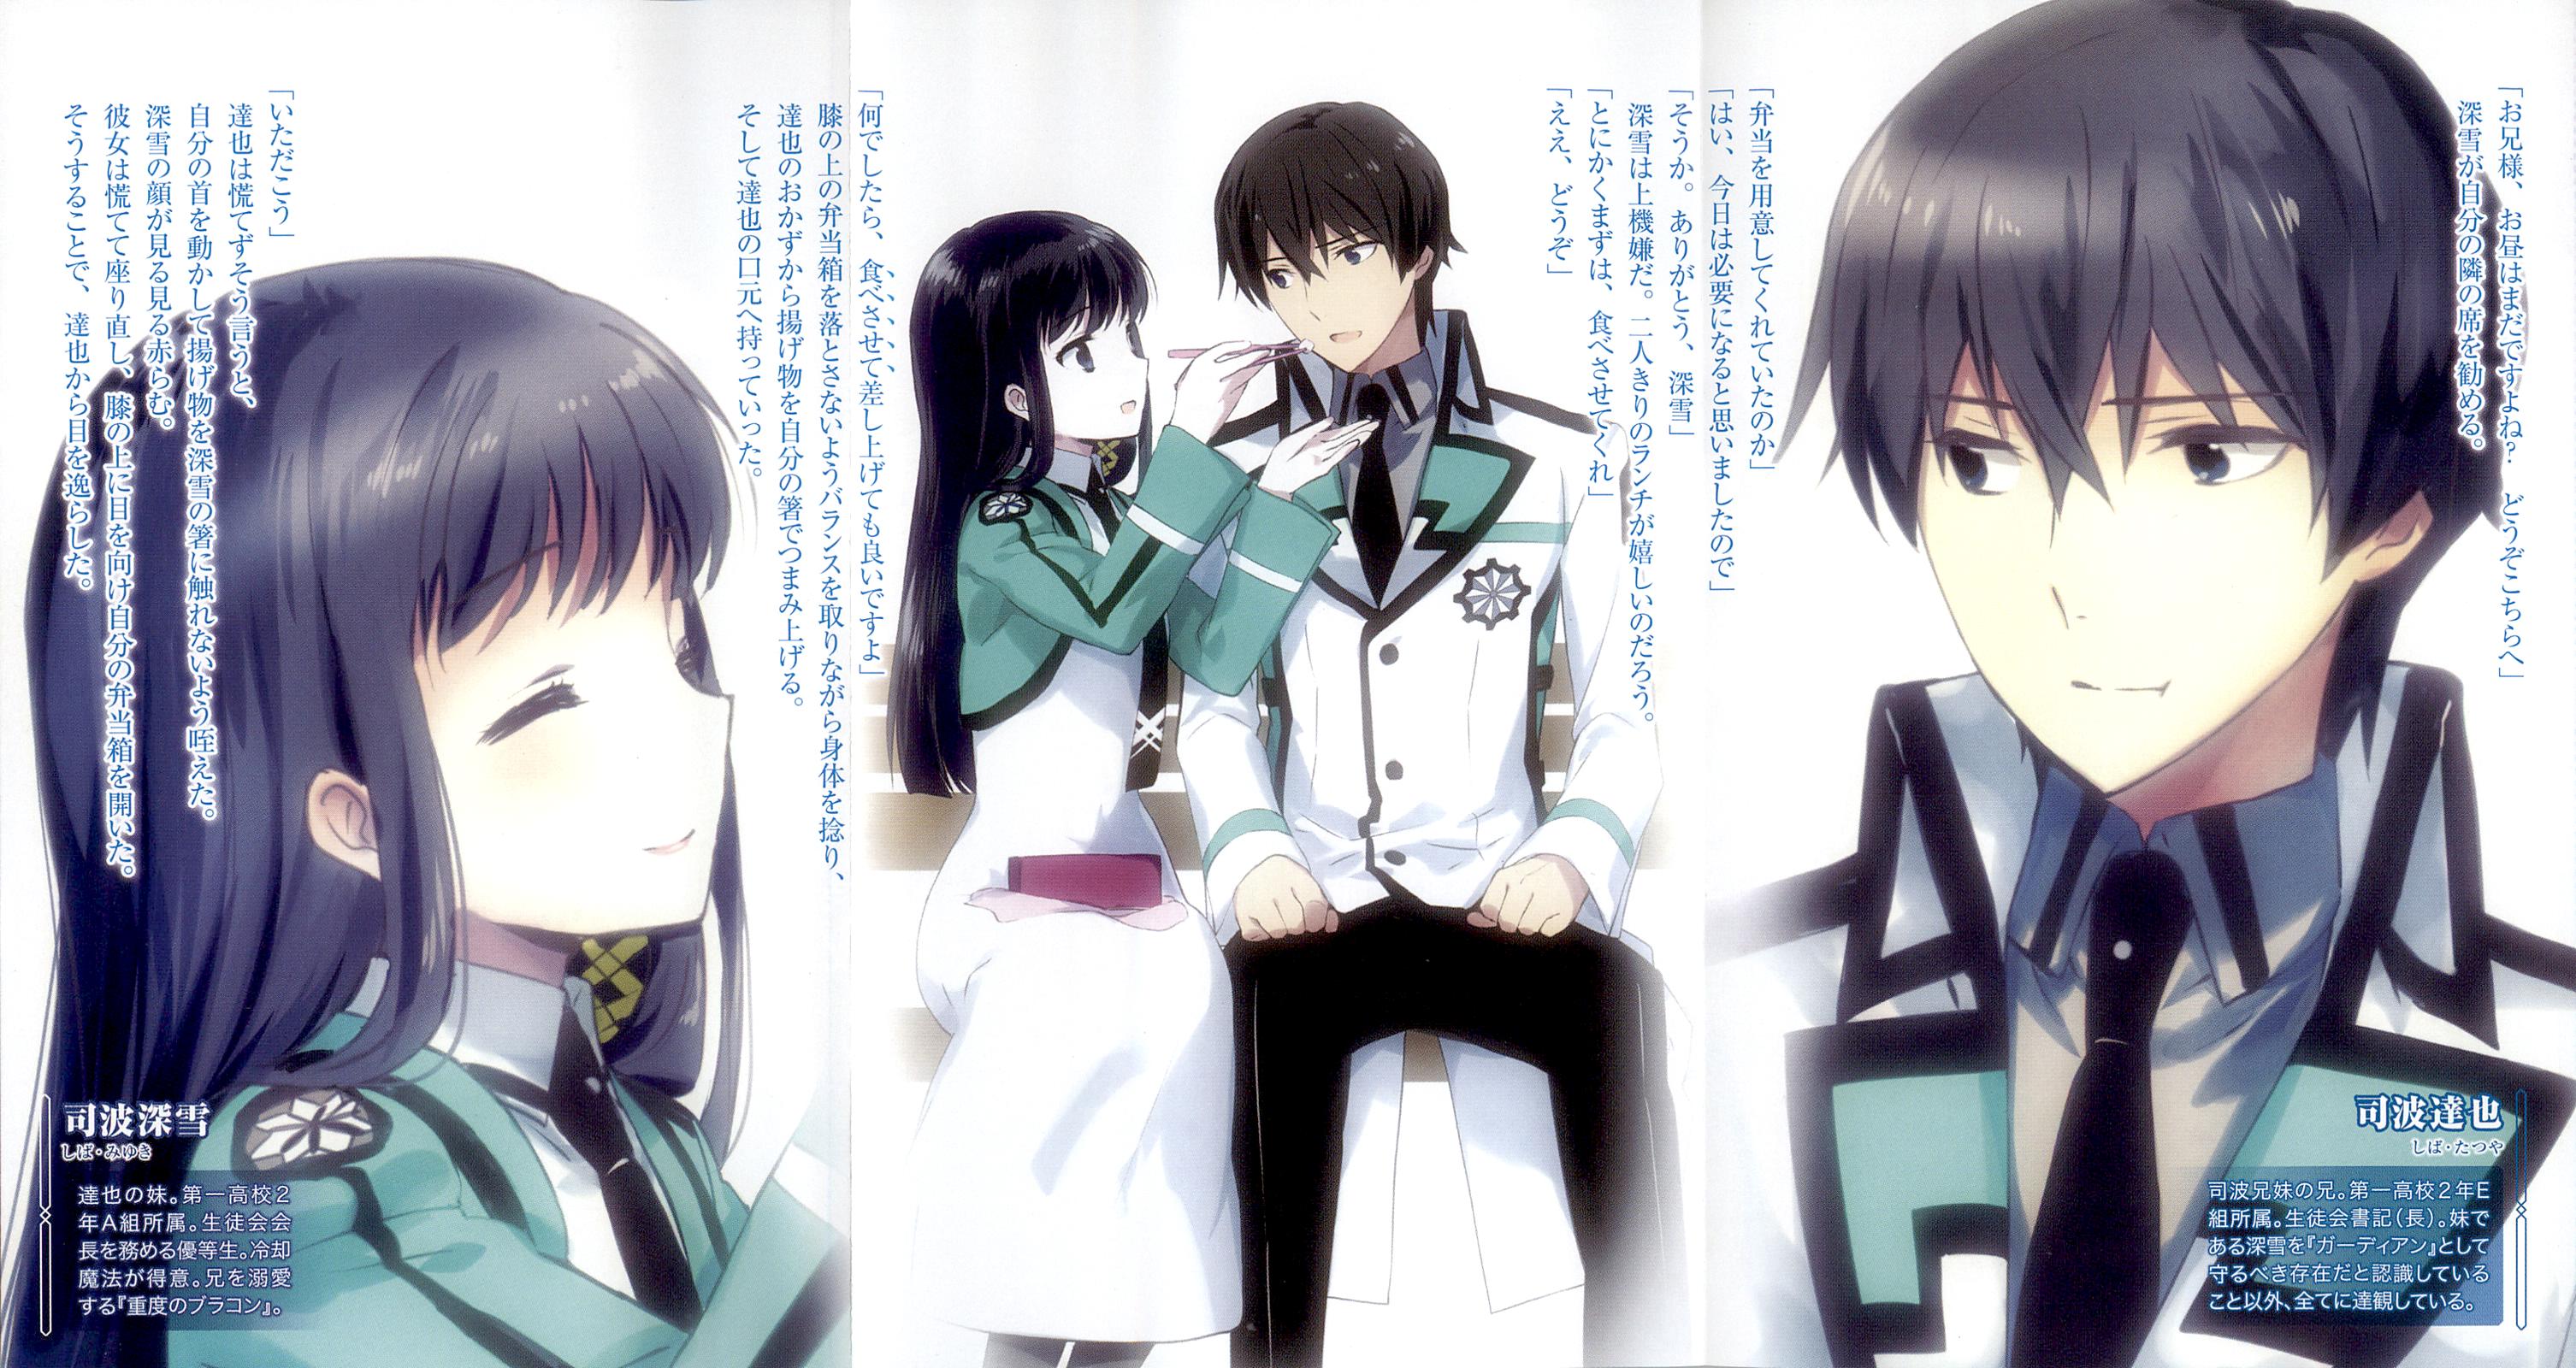 「お兄様、お昼はまだですよね? どうぞこちらへ」
深雪が自分の隣の席を勧める。
「弁当を用意してくれていたのか」
「はい、今日は必要になると思いましたので」
「そうか。ありがとう、深雪」
深雪は上機嫌だ。二人きりのランチが嬉しいのだろう。
「とにかくまずは、食べさせてくれ」
「ええ、どうぞ」
「何でしたら、食べさせて差し上げても良いですよ」
膝の上の弁当箱を落とさないようバランスを取りながら身体を捻り、
達也のおかずから揚げ物を自分の箸でつまみ上げる。
そして達也の口元へ持っていった。
「いただこう」
達也は慌てずそう言うと、
自分の首を動かして揚げ物を深雪の箸に触れないよう咥えた。
深雪の顔が見る見る赤らむ。
彼女は慌てて座り直し、膝の上に目を向け自分の弁当箱を開いた。
そうすることで、達也から目を逸らした。
司波達也
しば・たつや
司波兄妹の兄。第一高校2年E
組所属。生徒会書記(長)。妹で
ある深雪を『ガーディアン』として
守るべき存在だと認識している
こと以外、全てに達観している。
司波深雪
しば・みゆき
達也の妹。第一高校2
年A組所属。生徒会会
長を務める優等生。冷却
魔法が得意。兄を溺愛
する『重度のブラコン』。